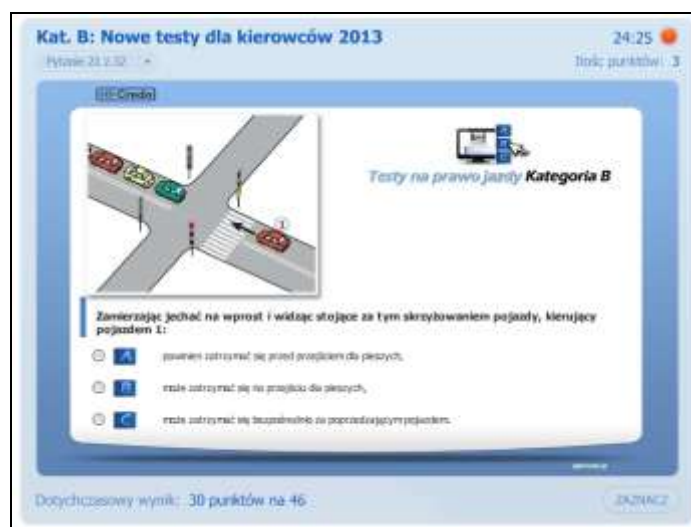 Kat. B: Nowe testy dla kierowców 2013
24:25
Pytanie 21 z 32
Ilość punktów: 3
Credo
A
B
C
Testy na prawo jazdy Kategoria B
1
Zamierzając jechać na wprost i widząc stojące za tym skrzyżowaniem pojazdy, kierujący
pojazdem 1:
A powinien zatrzymać się przed przejściem dla pieszych,
B może zatrzymać się na przejściu dla pieszych,
C może zatrzymać się bezpośrednio za poprzedzającym pojazdem.
Dotychczasowy wynik: 30 punktów na 46
ZAZNACZ